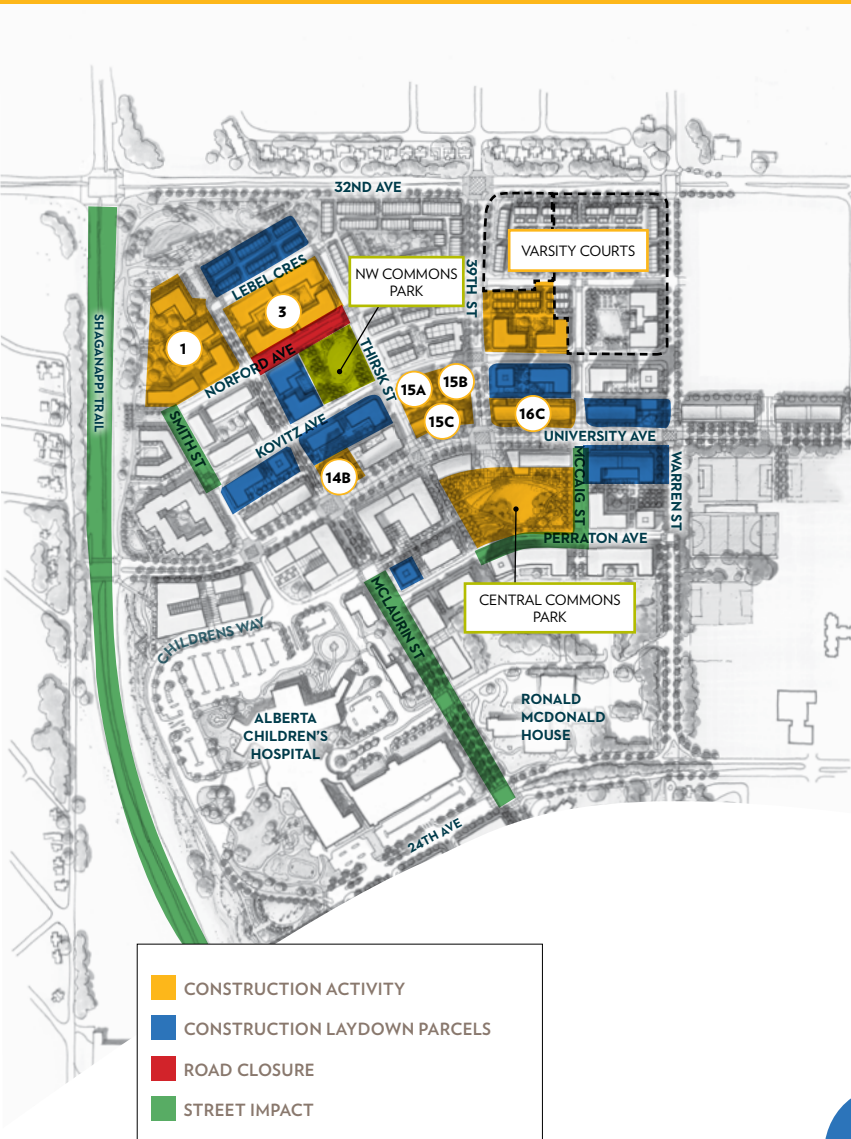 32ND AVE
VARSITY COURTS
LEBEL CRES
NW COMMONS
PARK
39TH ST
3
1
SHAGANAPPI TRAIL
NORFORD AVE
THIRSK ST
15A
15B
15C
16C
SMITH ST
KOVITZ AVE
UNIVERSITY AVE
14B
MCCAIG ST
WARREN ST
PERRATON AVE
CENTRAL COMMONS
PARK
MCLAURIN ST
CHILDRENS WAY
ALBERTA
CHILDREN'S
HOSPITAL
RONALD
MCDONALD
HOUSE
24TH AVE
CONSTRUCTION ACTIVITY
CONSTRUCTION LAYDOWN PARCELS
ROAD CLOSURE
STREET IMPACT